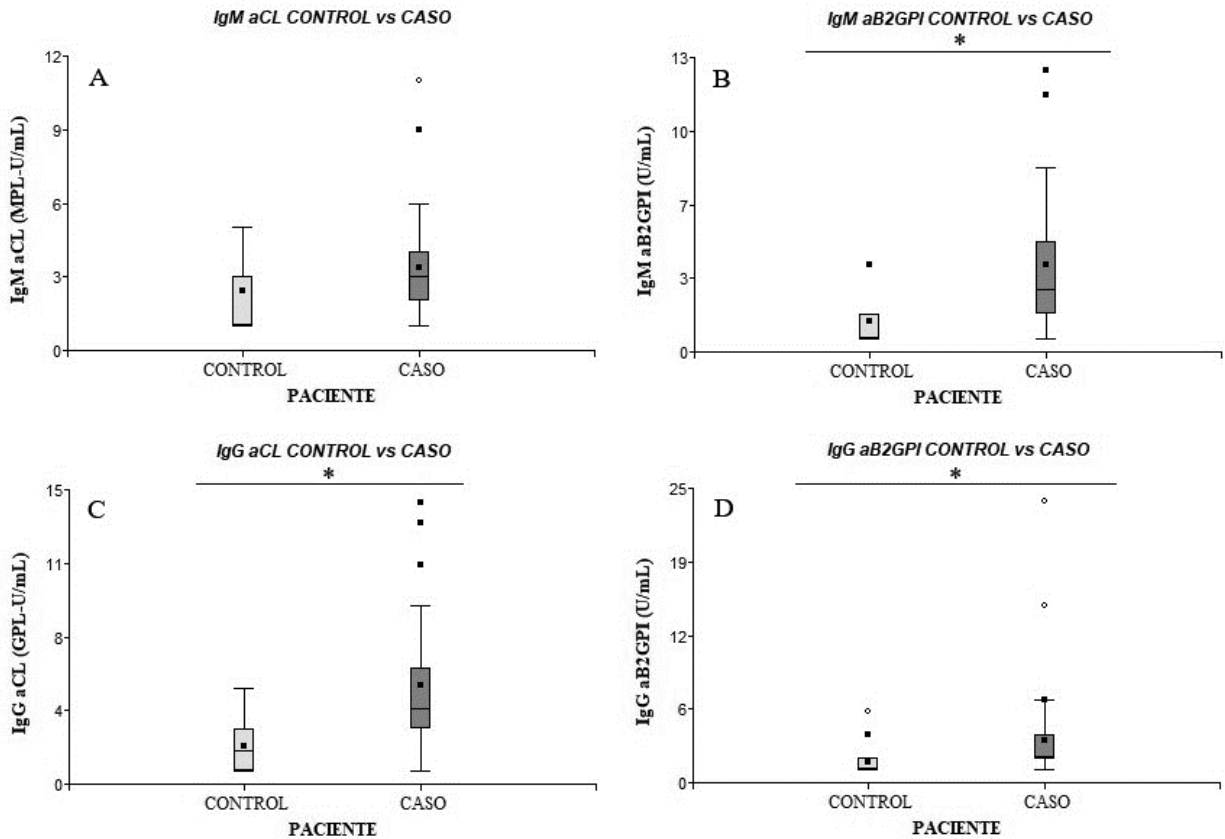 IgM aCL CONTROL vs CASO
A
IgM aCL (MPL-U/mL)
12
9
6
3
0
CONTROL CASO
PACIENTE
IgM aB2GPI CONTROL vs CASO
*
B
IgM aB2GPI (U/mL)
13
10
7
3
0
CONTROL CASO
PACIENTE
IgG aCL CONTROL vs CASO
*
C
IgG aCL (GPL-U/mL)
15
11
8
4
0
CONTROL CASO
PACIENTE
IgG aB2GPI CONTROL vs CASO
*
D
IgG aB2GPI (U/mL)
25
19
12
6
0
CONTROL CASO
PACIENTE